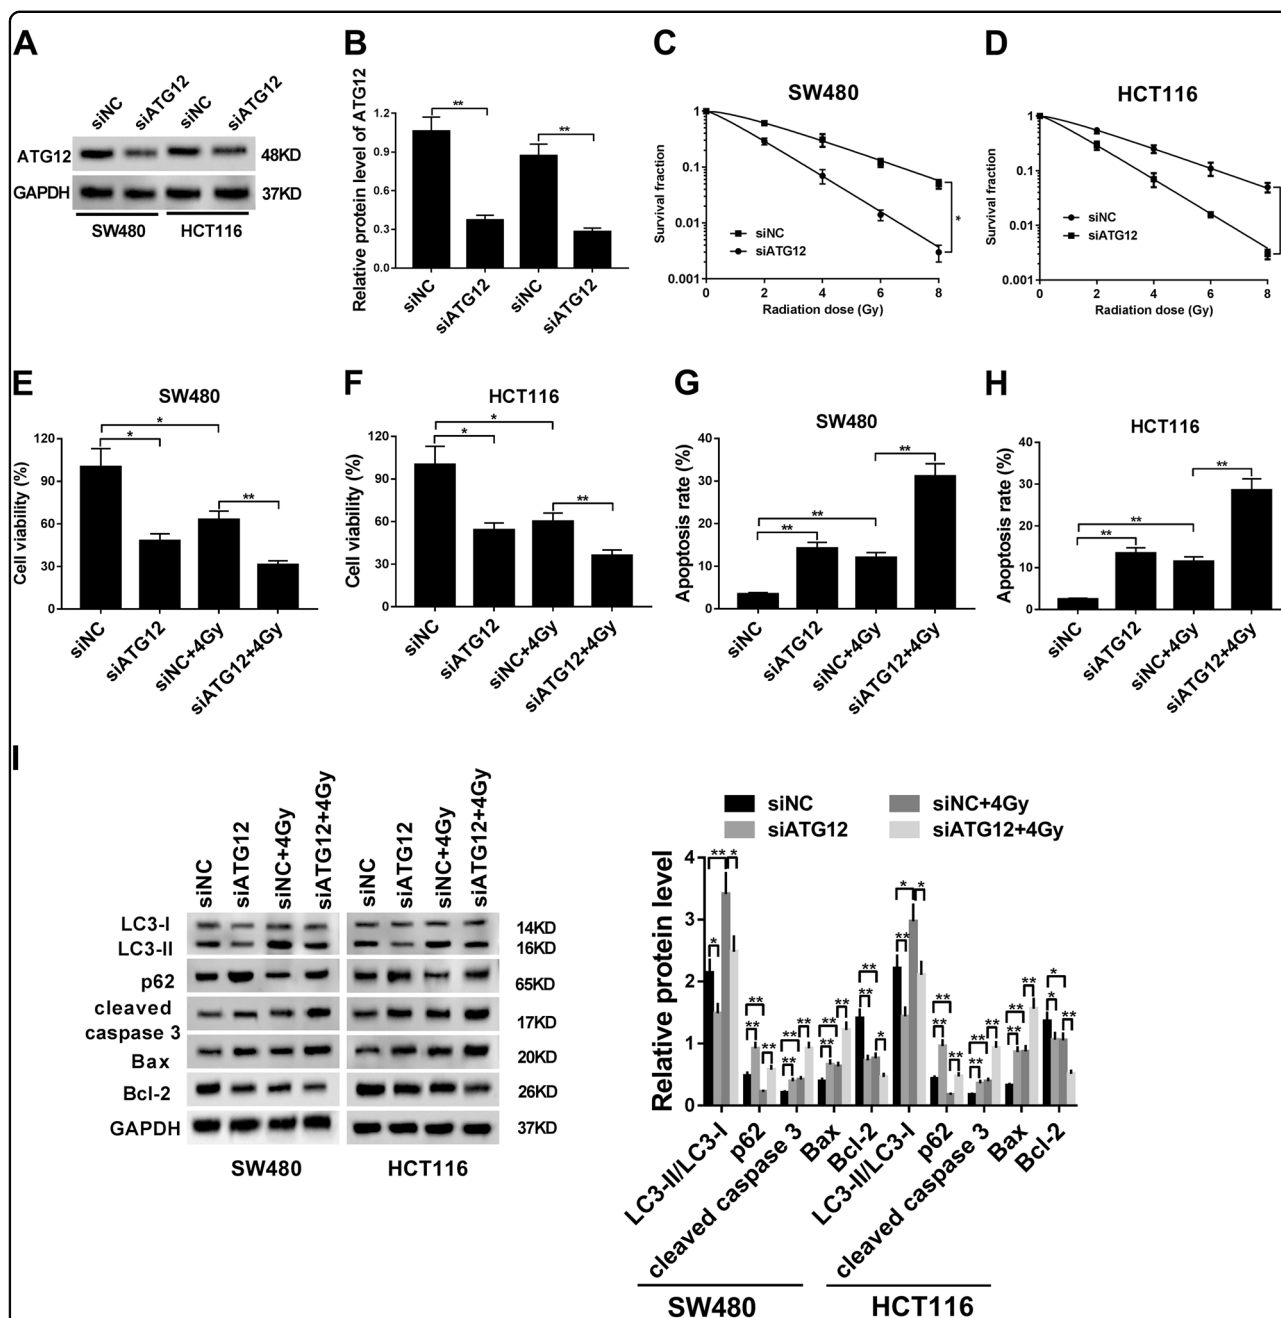 A
siNC
siATG12
siNC
siATG12
ATG12
48KD
GAPDH
37KD
SW480
HCT116
B
Relative protein level of ATG12
1.2
0.9
0.6
0.3
0.0
**
**
siNC
siATG12
siNC
siATG12
C
SW480
Survival fraction
1
0.1
0.01
0.001
siNC
siATG12
*
0
2
4
6
8
Radiation dose (Gy)
D
HCT116
Survival fraction
1
0.1
0.01
0.001
siNC
siATG12
0
2
4
6
8
Radiation dose (Gy)
E
SW480
Cell viability (%)
120
90
60
30
0
*
*
**
siNC
siATG12
siNC+4Gy
siATG12+4Gy
F
HCT116
Cell viability (%)
120
90
60
30
0
*
*
**
siNC
siATG12
siNC+4Gy
siATG12+4Gy
G
SW480
Apoptosis rate (%)
40
30
20
10
0
**
**
**
siNC
siATG12
siNC+4Gy
siATG12+4Gy
H
HCT116
Apoptosis rate (%)
40
30
20
10
0
**
**
**
siNC
siATG12
siNC+4Gy
siATG12+4Gy
I
siNC
siATG12
siNC+4Gy
siATG12+4Gy
siNC
siATG12
siNC+4Gy
siATG12+4Gy
LC3-I
14KD
LC3-II
16KD
p62
65KD
cleaved
caspase 3
17KD
Bax
20KD
Bcl-2
26KD
GAPDH
37KD
SW480
HCT116
siNC
siNC+4Gy
siATG12
siATG12+4Gy
Relative protein level
4
3
2
1
0
** *
*
**
**
**
**
**
**
**
**
**
**
**
*
* *
**
**
**
**
**
**
**
**
**
**
*
*
**
LC3-II/LC3-I
p62
cleaved caspase 3
Bax
Bcl-2
LC3-II/LC3-I
p62
cleaved caspase 3
Bax
Bcl-2
SW480
HCT116